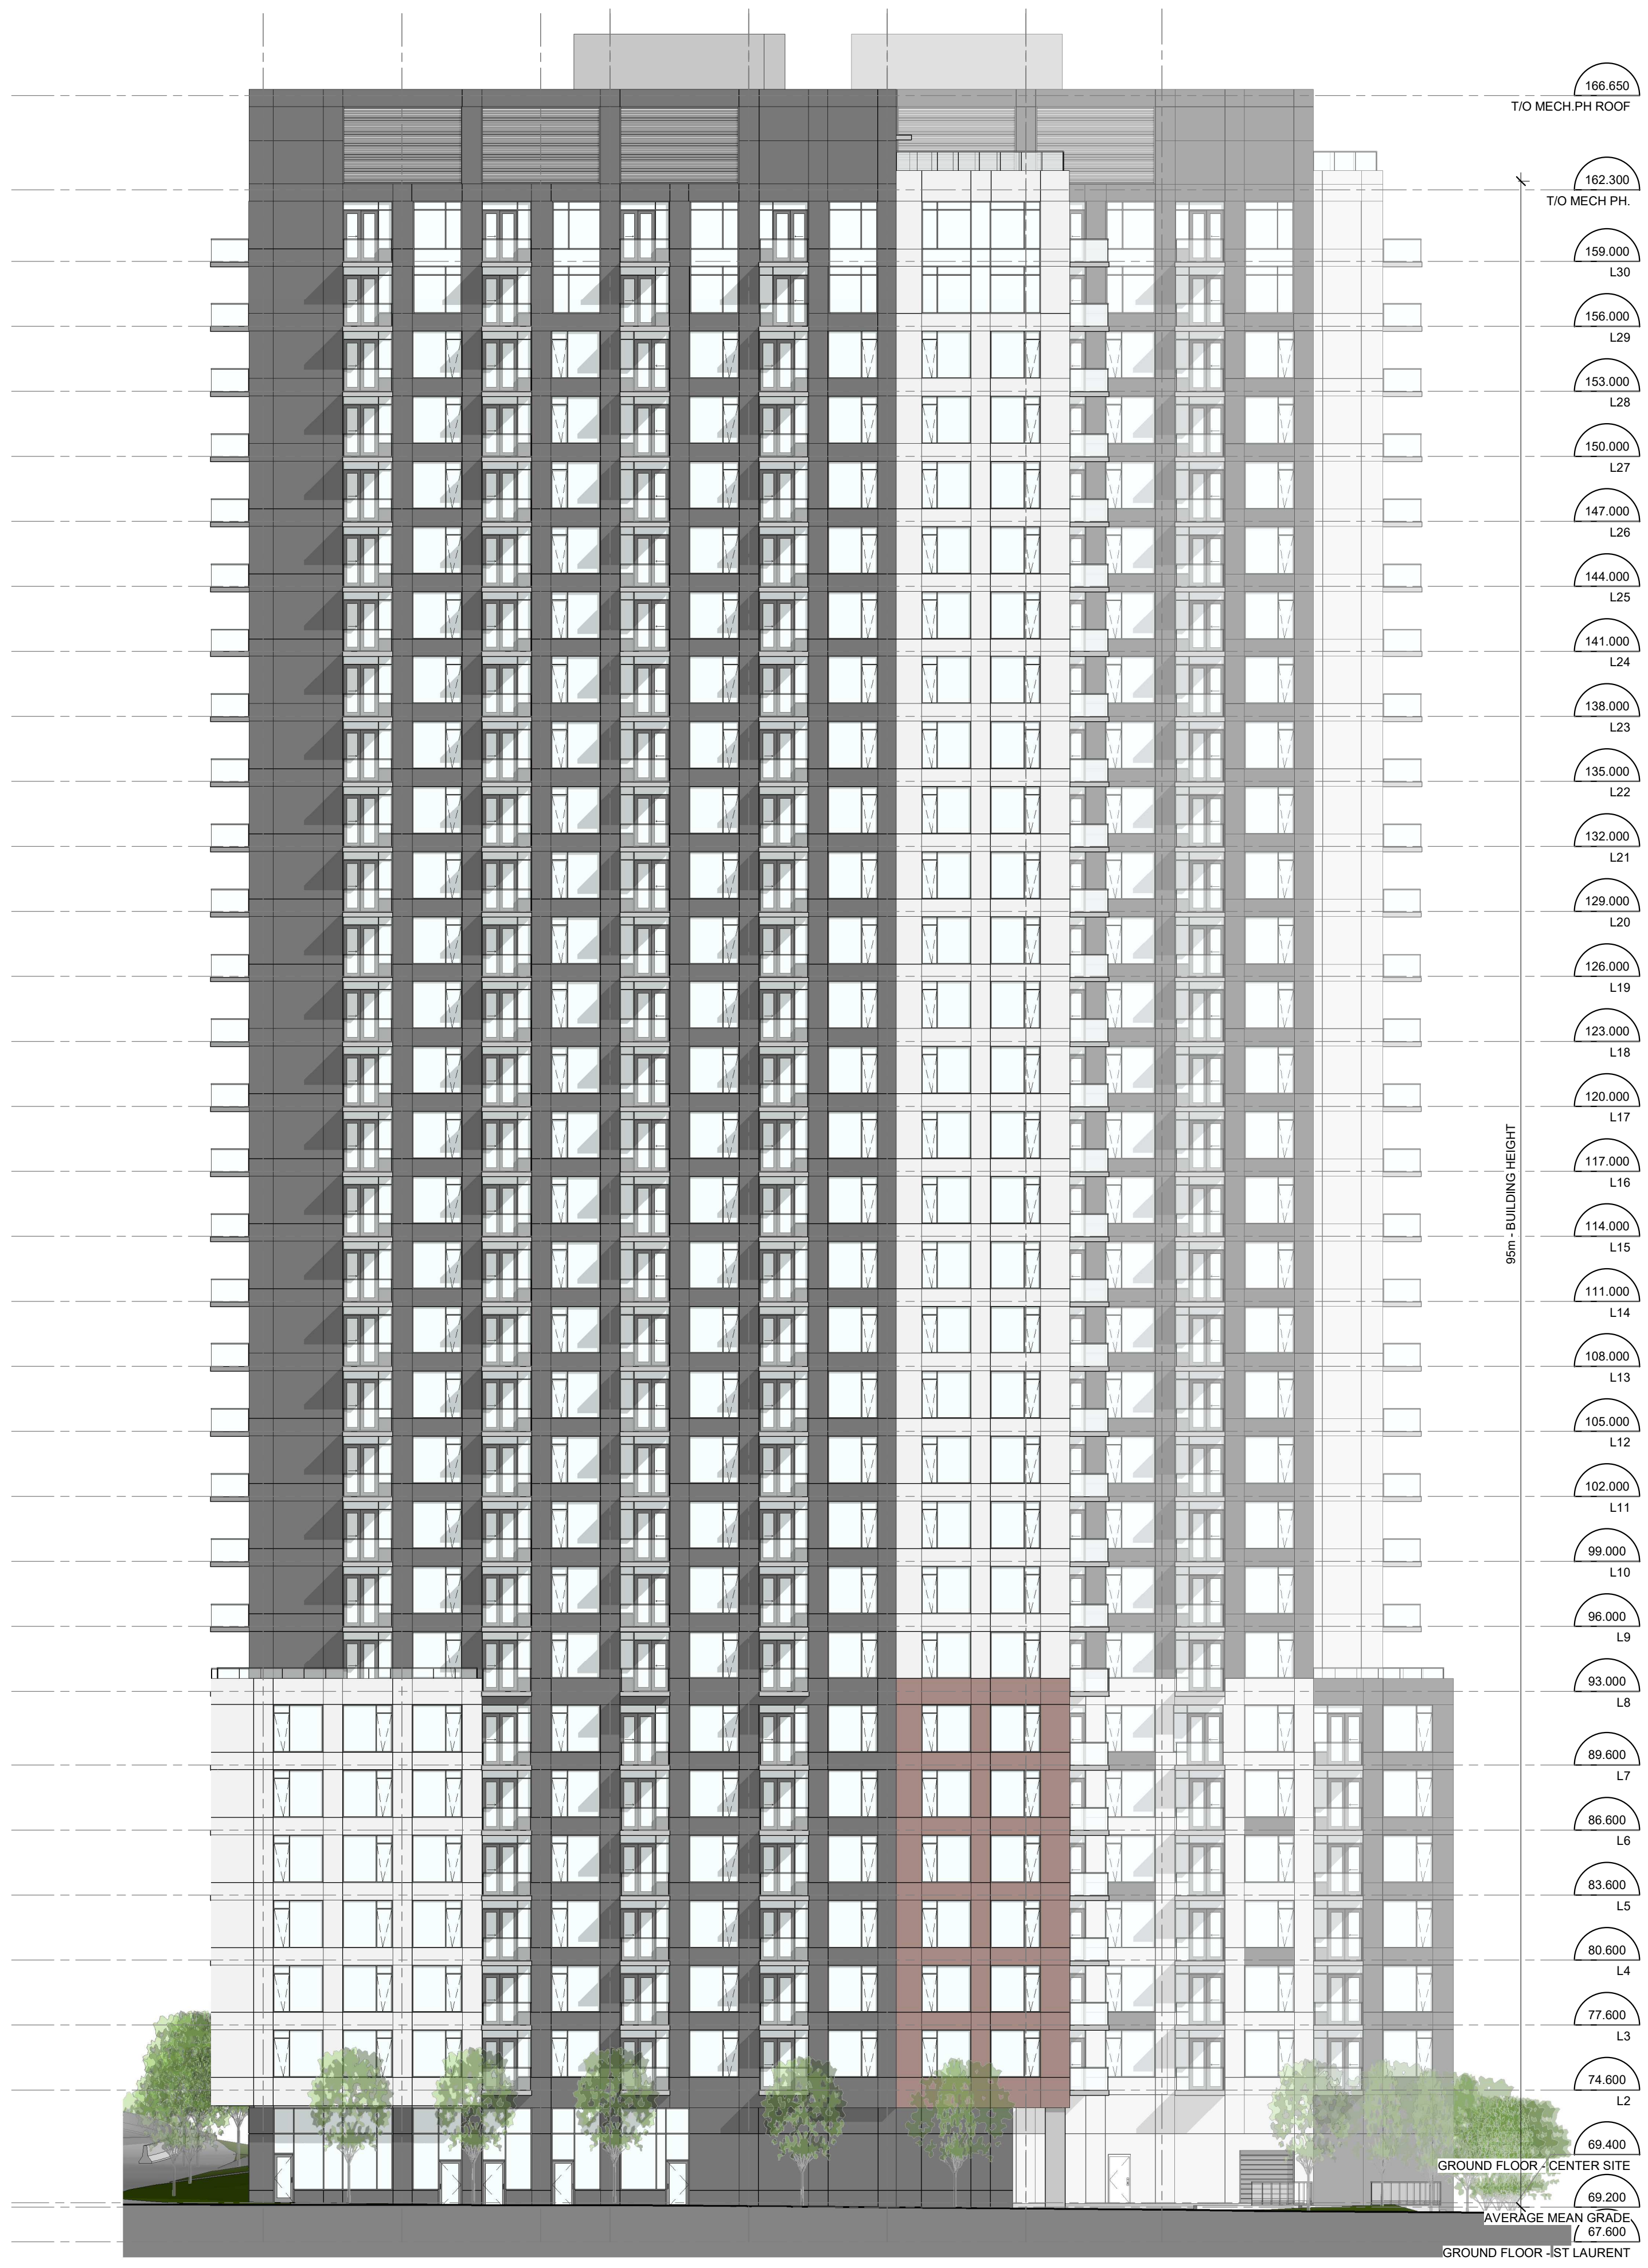 166.650
T/O MECH.PH ROOF
162.300
T/O MECH PH.
159.000
L30
156.000
L29
153.000
L28
150.000
L27
147.000
L26
144.000
L25
141.000
L24
138.000
L23
135.000
L22
132.000
L21
129.000
L20
126.000
L19
123.000
L18
120.000
L17
117.000
L16
95m - BUILDING HEIGHT
114.000
L15
111.000
L14
108.000
L13
105.000
L12
102.000
L11
99.000
L10
96.000
L9
93.000
L8
89.600
L7
86.600
L6
83.600
L5
80.600
L4
77.600
L3
74.600
L2
69.400
GROUND FLOOR - CENTER SITE
69.200
AVERAGE MEAN GRADE
67.600
GROUND FLOOR - ST LAURENT